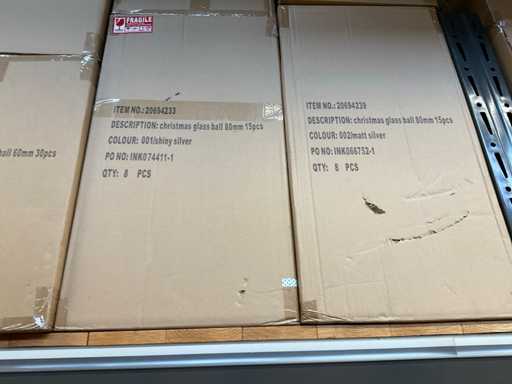 all 60mm 30pcs
FRAGILE
ITEM NO.: 20694233
DESCRIPTION: christmas glass ball 80mm 15pcs
COLOUR: 001/shiny silver
PO NO: INK074411-1
QTY: 8 PCS
ITEM NO.: 20694239
DESCRIPTION: christmas glass ball 80mm 15pcs
COLOUR: 002/matt silver
PO NO: INK066752-1
QTY: 8 PCS